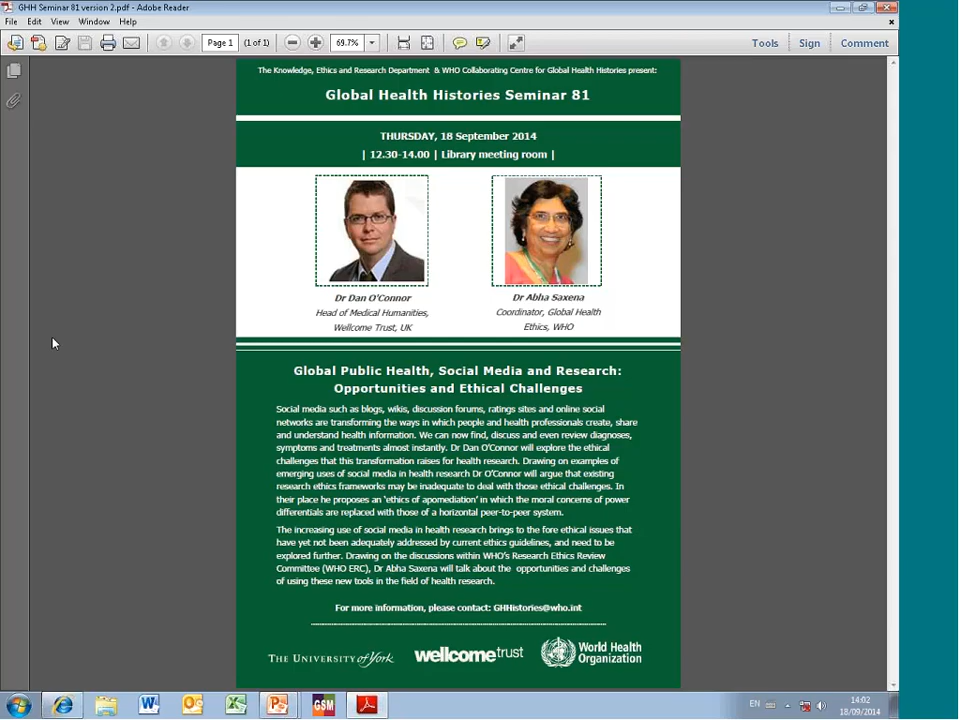 GHH Seminar 81 version 2.pdf - Adobe Reader
File Edit View Window Help
Page 1 (1 of 1) 69.7% Tools Sign Comment
The Knowledge, Ethics and Research Department & WHO Collaborating Centre for Global Health Histories present:
Global Health Histories Seminar 81
THURSDAY, 18 September 2014
| 12.30-14.00 | Library meeting room |
Dr Dan O'Connor
Head of Medical Humanities,
Wellcome Trust, UK
Dr Abha Saxena
Coordinator, Global Health
Ethics, WHO
Global Public Health, Social Media and Research:
Opportunities and Ethical Challenges
Social media such as blogs, wikis, discussion forums, ratings sites and online social
networks are transforming the ways in which people and health professionals create, share
and understand health information. We can now find, discuss and even review diagnoses,
symptoms and treatments almost instantly. Dr Dan O'Connor will explore the ethical
challenges that this transformation raises for health research. Drawing on examples of
emerging uses of social media in health research Dr O'Connor will argue that existing
research ethics frameworks may be inadequate to deal with those ethical challenges. In
their place he proposes an 'ethics of apomediation' in which the moral concerns of power
differentials are replaced with those of a horizontal peer-to-peer system.
The increasing use of social media in health research brings to the fore ethical issues that
have yet not been adequately addressed by current ethics guidelines, and need to be
explored further. Drawing on the discussions within WHO's Research Ethics Review
Committee (WHO ERC), Dr Abha Saxena will talk about the opportunities and challenges
of using these new tools in the field of health research.
For more information, please contact: GHHistories@who.int
THE UNIVERSITY of York
wellcometrust
World Health
Organization
GSM
EN
14:02
18/09/2014